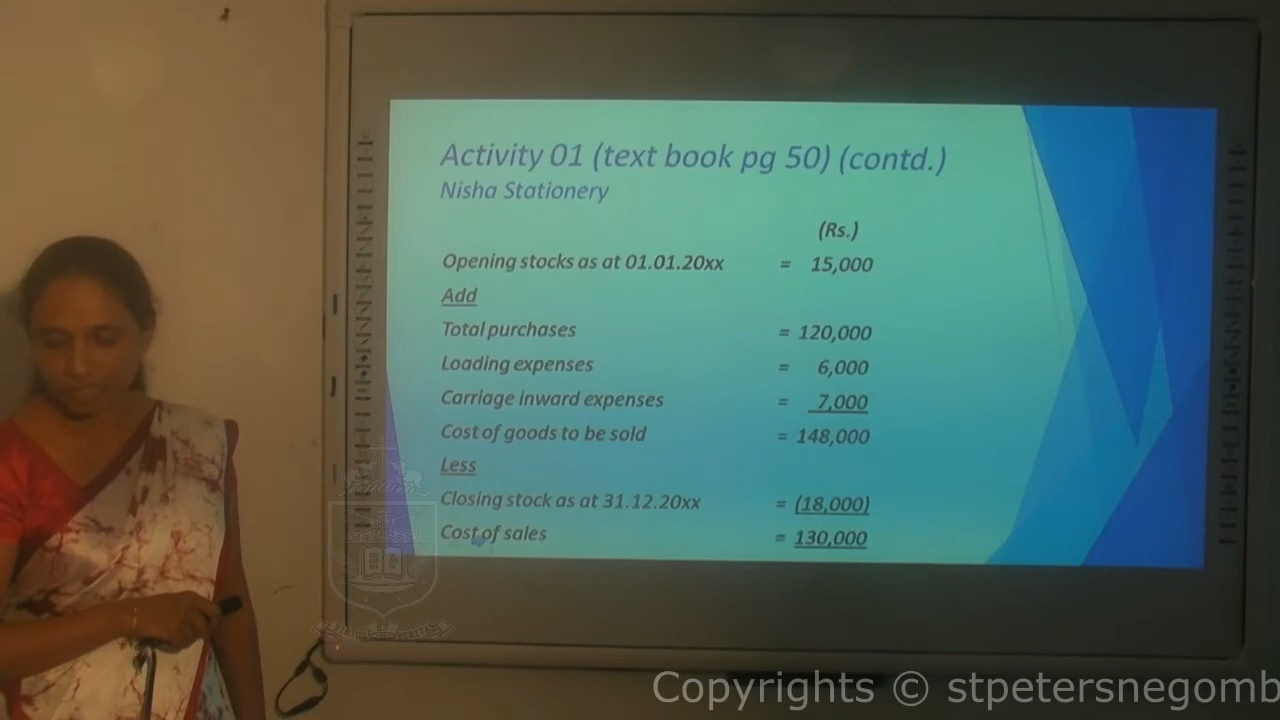 Activity 01 (text book pg 50) (contd.)
Nisha Stationery
(Rs.)
Opening stocks as at 01.01.20xx = 15,000
Add
Total purchases = 120,000
Loading expenses = 6,000
Carriage inward expenses = 7,000
Cost of goods to be sold = 148,000
Less
Closing stock as at 31.12.20xx = (18,000)
Cost of sales = 130,000
Copyrights © stpetersnegomb